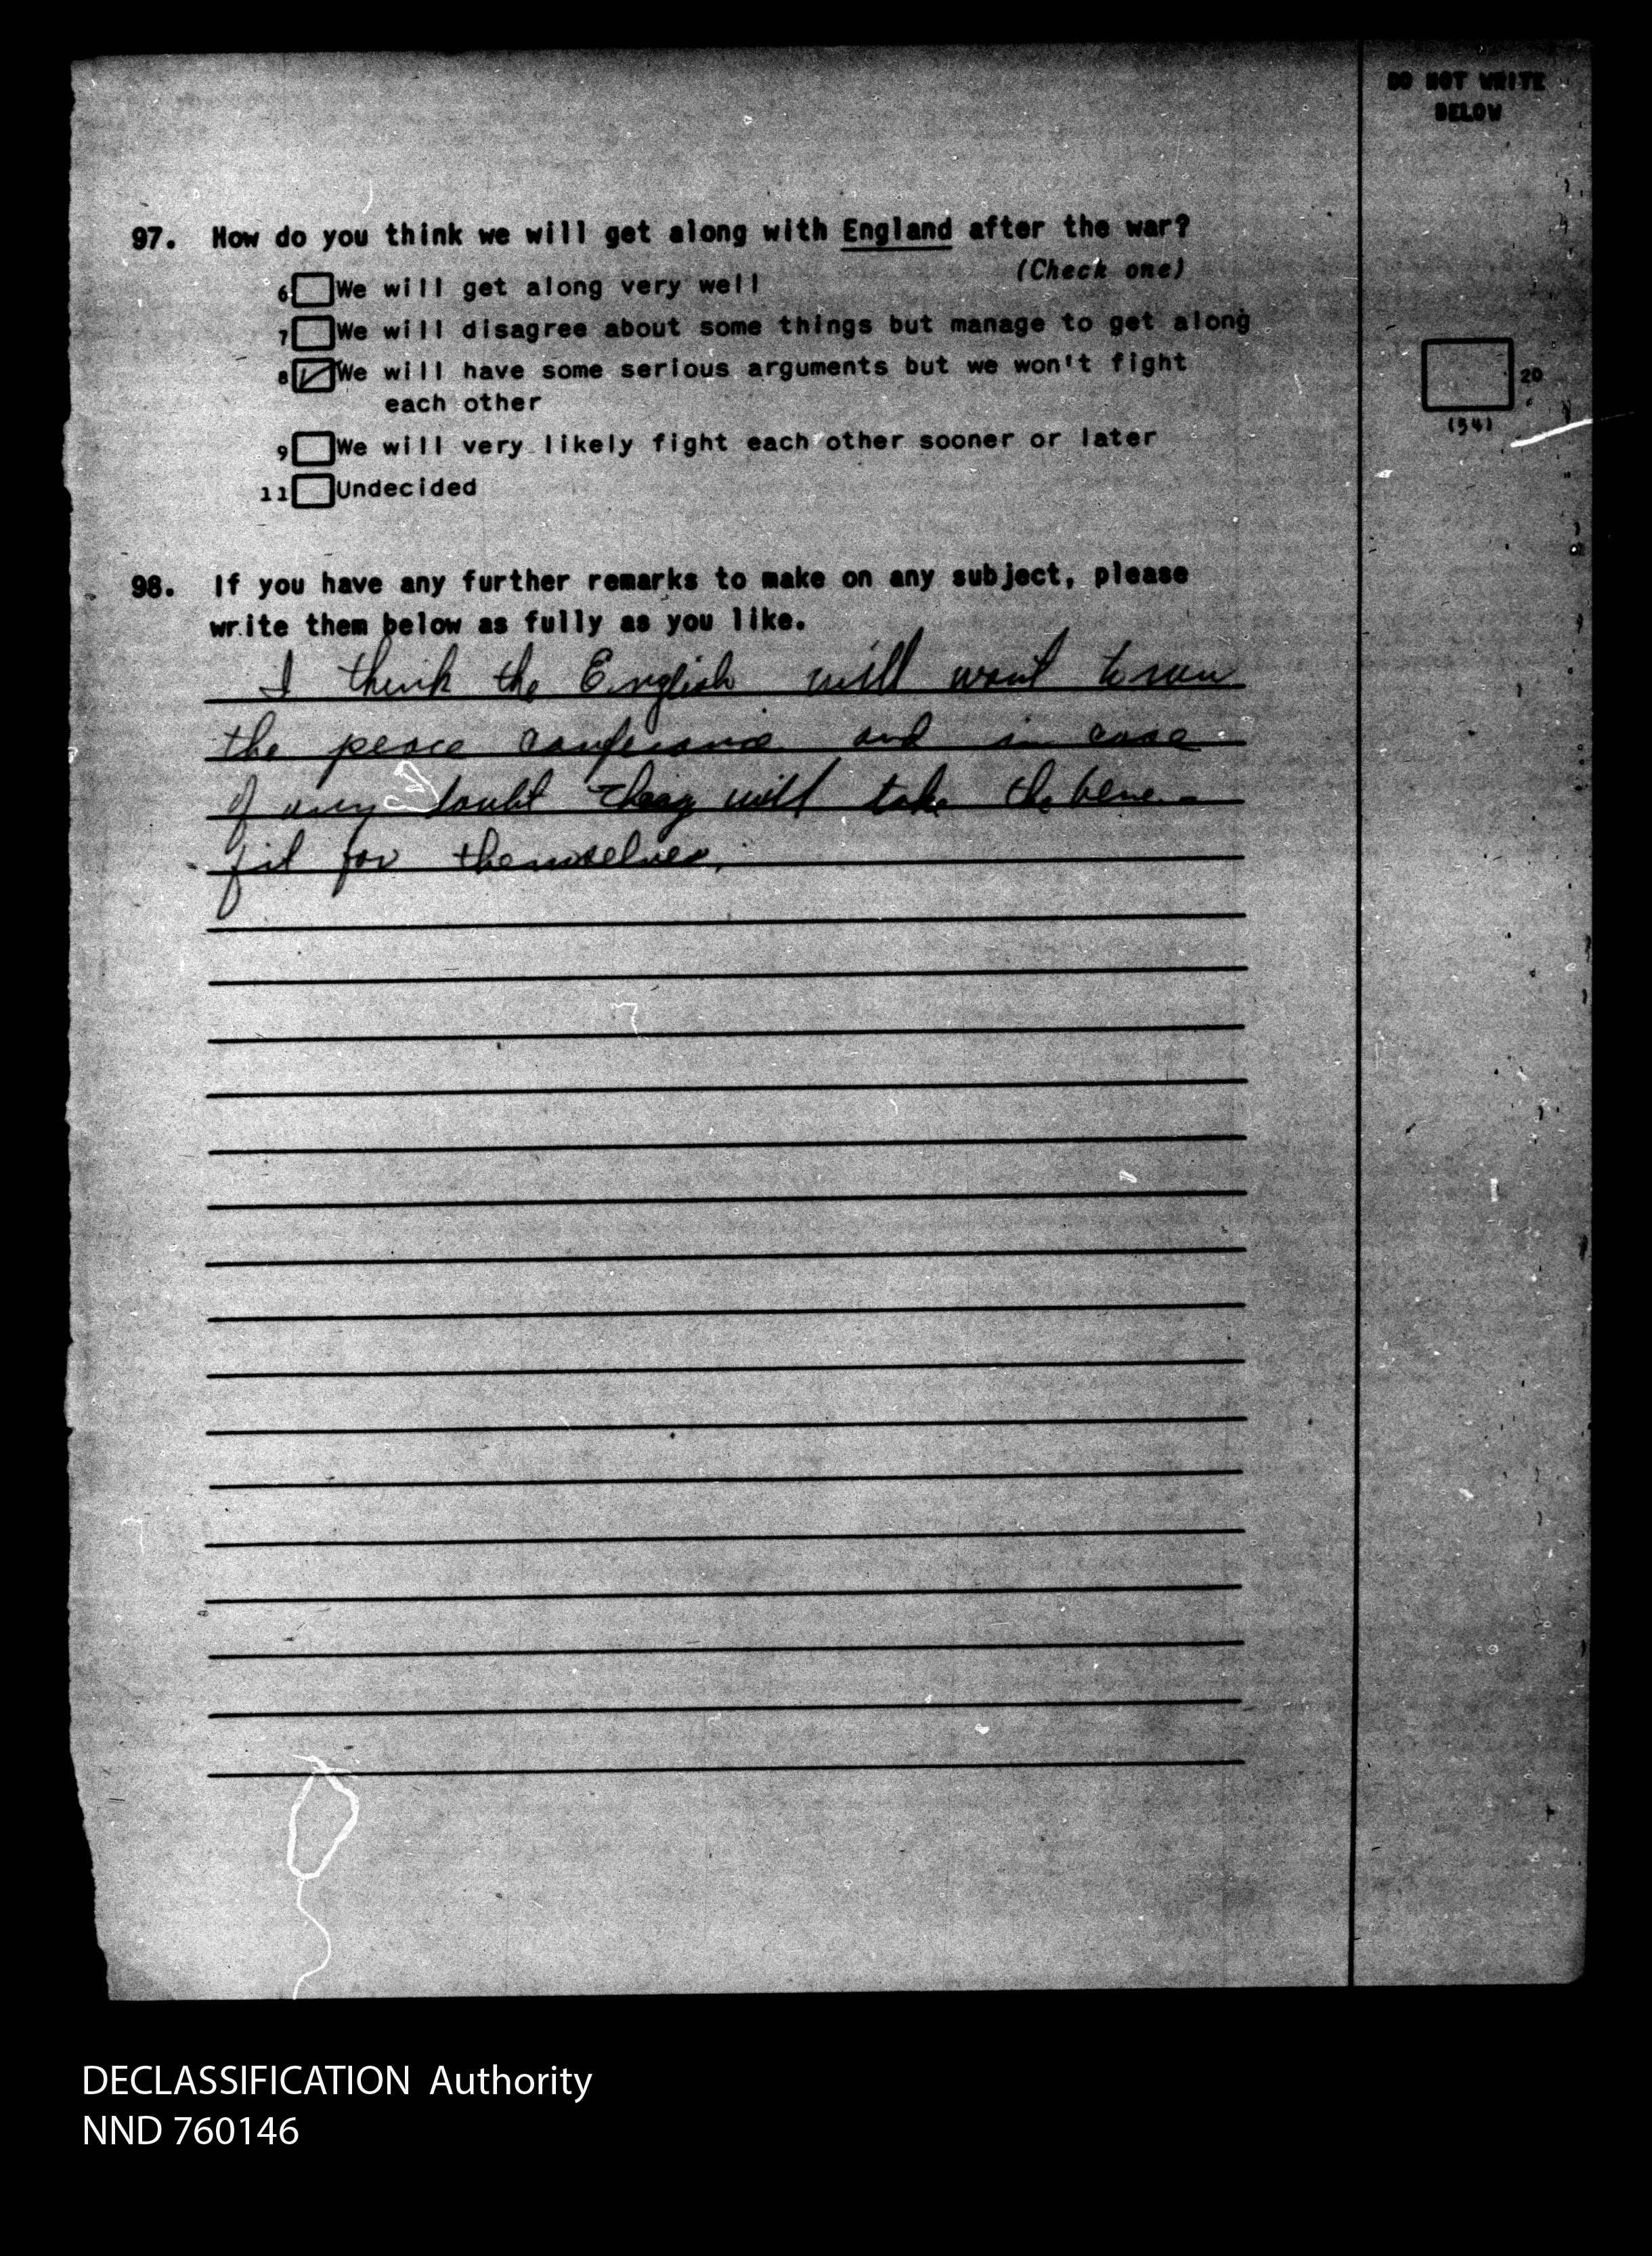 DO NOT WRITE
BELOW
97. How do you think we will get along with England after the war?
(Check one)
6 We will get along very well
7 We will disagree about some things but manage to get along
8 We will have some serious arguments but we won't fight
each other
9 We will very likely fight each other sooner or later
11 Undecided
20
(54)
98. If you have any further remarks to make on any subject, please
write them below as fully as you like.
I think the English will want to run
the peace conferance and in case
of any doubt they will take the bene-
fit for themselves.
DECLASSIFICATION Authority
NND 760146